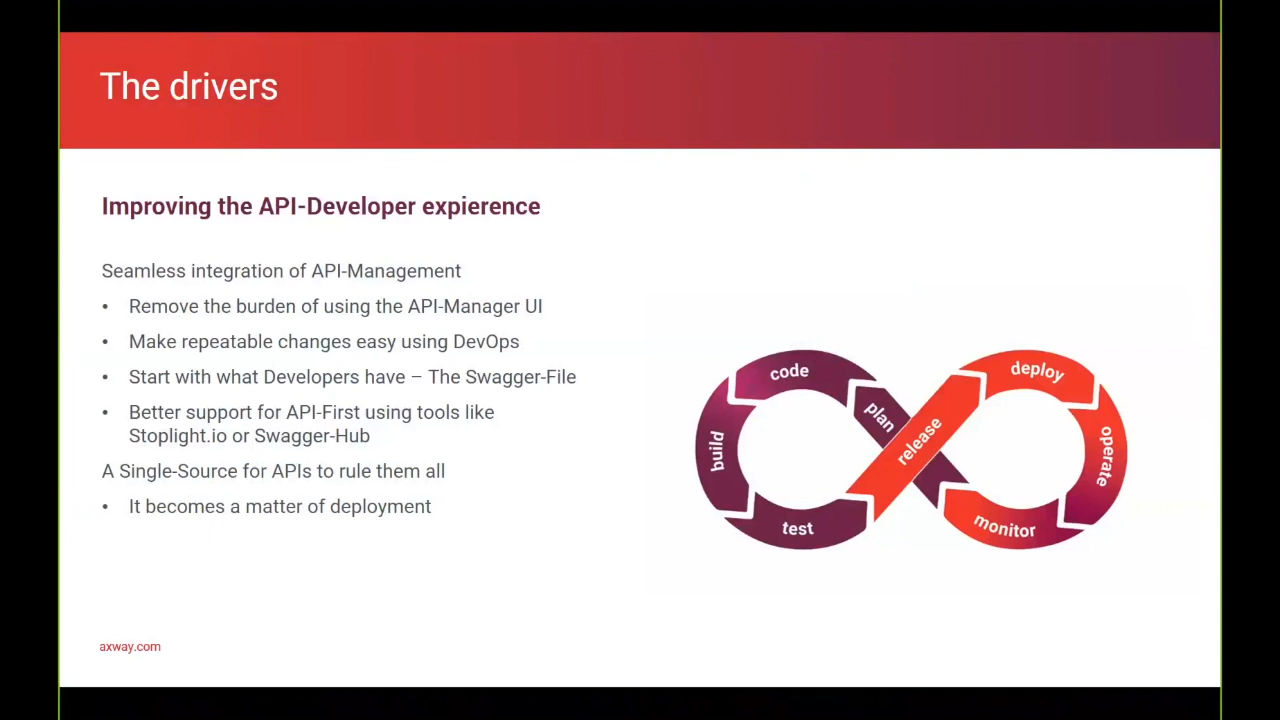 The drivers
Improving the API-Developer expierence
Seamless integration of API-Management
• Remove the burden of using the API-Manager UI
• Make repeatable changes easy using DevOps
• Start with what Developers have – The Swagger-File
• Better support for API-First using tools like
Stoplight.io or Swagger-Hub
A Single-Source for APIs to rule them all
• It becomes a matter of deployment
code
plan
build
test
release
deploy
operate
monitor
axway.com